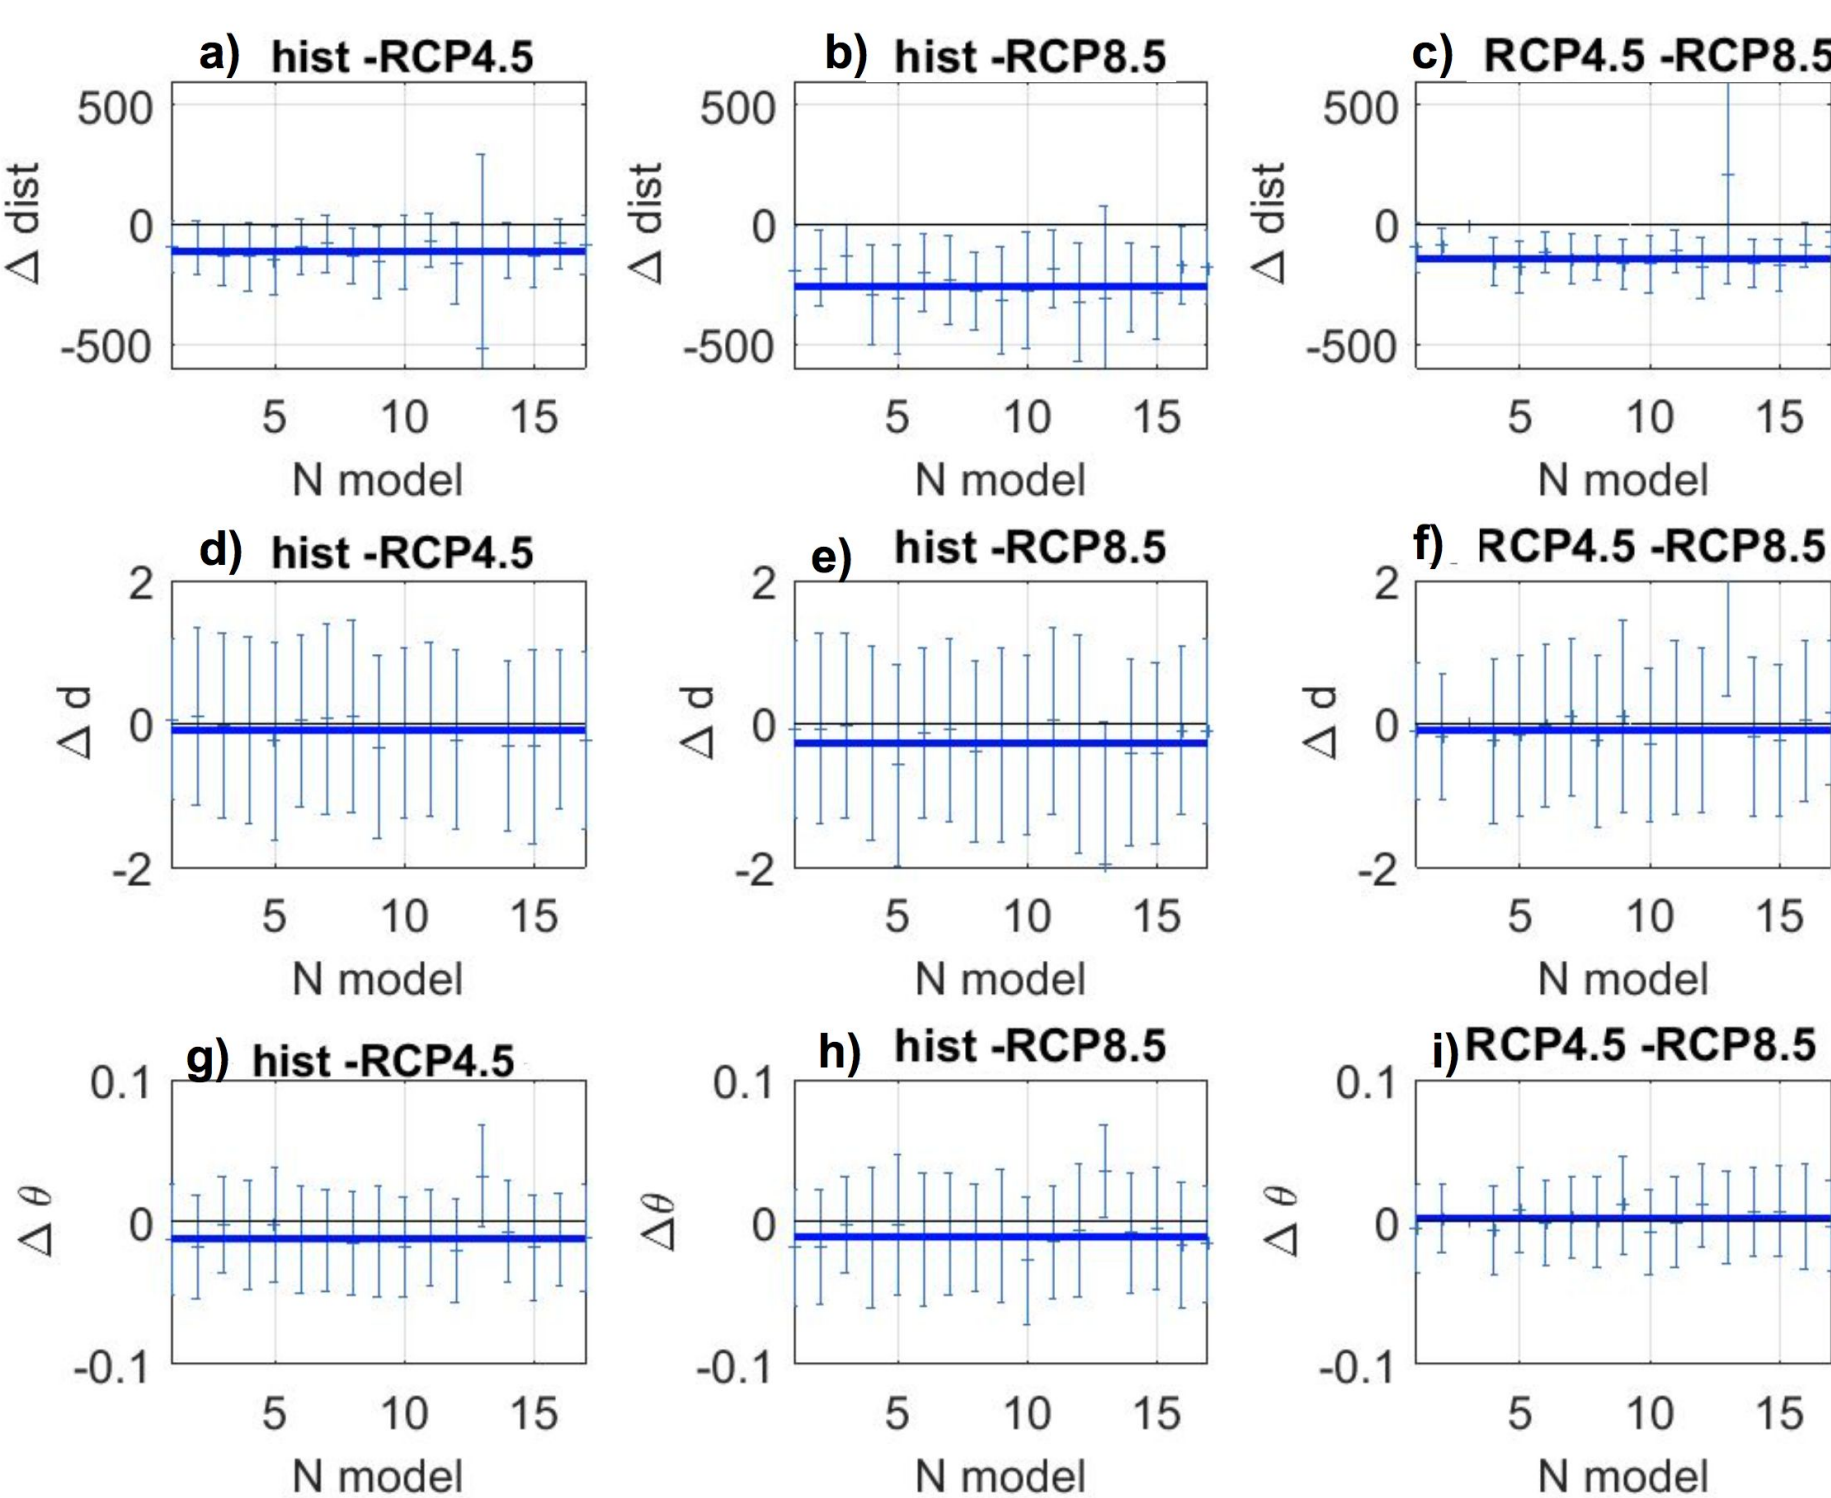 a) hist -RCP4.5
500
0
-500
Δ dist
5 10 15
N model
b) hist -RCP8.5
500
0
-500
Δ dist
5 10 15
N model
c) RCP4.5 -RCP8.5
500
0
-500
Δ dist
5 10 15
N model
d) hist -RCP4.5
2
0
-2
Δ d
5 10 15
N model
e) hist -RCP8.5
2
0
-2
Δ d
5 10 15
N model
f) RCP4.5 -RCP8.5
2
0
-2
Δ d
5 10 15
N model
g) hist -RCP4.5
0.1
0
-0.1
Δ θ
5 10 15
N model
h) hist -RCP8.5
0.1
0
-0.1
Δθ
5 10 15
N model
i) RCP4.5 -RCP8.5
0.1
0
-0.1
Δ θ
5 10 15
N model